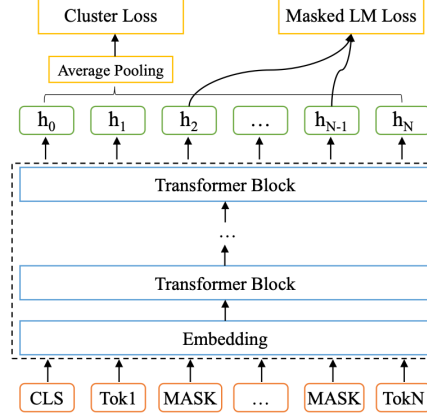 Cluster Loss Masked LM Loss
Average Pooling
h0 h1 h2 ... hN-1 hN
Transformer Block
...
Transformer Block
Embedding
CLS Tok1 MASK ... MASK TokN